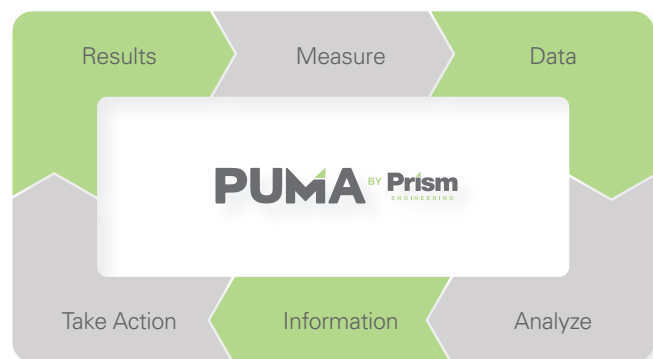 Results Measure Data
PUMA BY Prism
ENGINEERING
Take Action Information Analyze